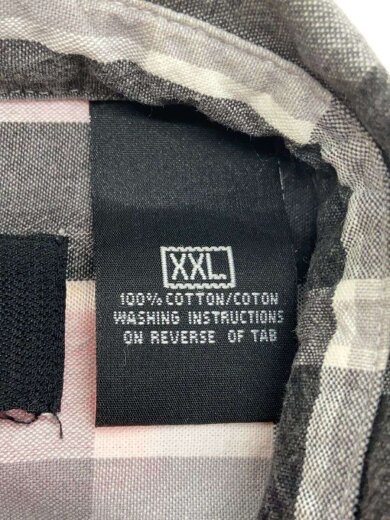 XXL.
100% COTTON/COTON
WASHING INSTRUCTIONS
ON REVERSE OF TAB